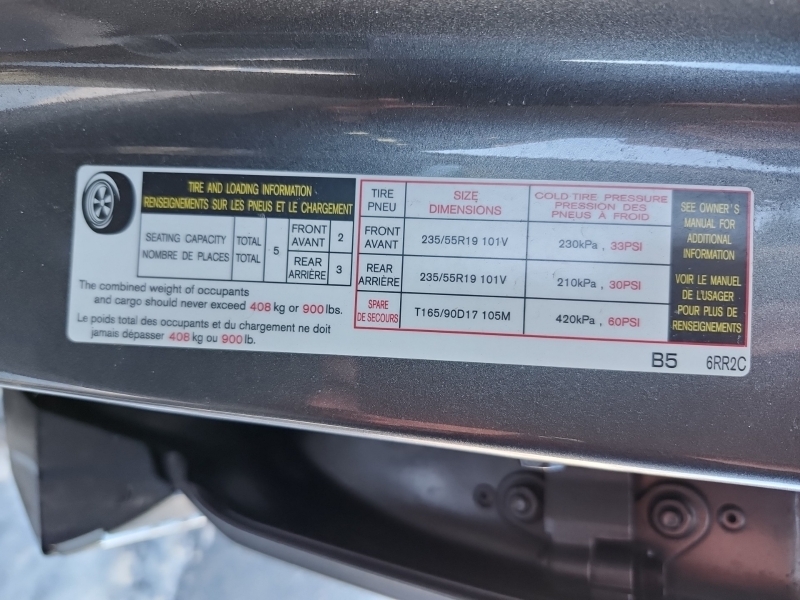 TIRE AND LOADING INFORMATION
RENSEIGNEMENTS SUR LES PNEUS ET LE CHARGEMENT
SEATING CAPACITY TOTAL 5 FRONT AVANT 2
NOMBRE DE PLACES TOTAL REAR ARRIÈRE 3
The combined weight of occupants
and cargo should never exceed 408 kg or 900 lbs.
Le poids total des occupants et du chargement ne doit
jamais dépasser 408 kg ou 900 lb.
TIRE PNEU SIZE, DIMENSIONS COLD TIRE PRESSURE PRESSION DES PNEUS À FROID
FRONT AVANT 235/55R19 101V 230kPa , 33PSI
REAR ARRIÈRE 235/55R19 101V 210kPa , 30PSI
SPARE DE SECOURS T165/90D17 105M 420kPa , 60PSI
SEE OWNER'S
MANUAL FOR
ADDITIONAL
INFORMATION
VOIR LE MANUEL
DE L'USAGER
POUR PLUS DE
RENSEIGNEMENTS
B5 6RR2C